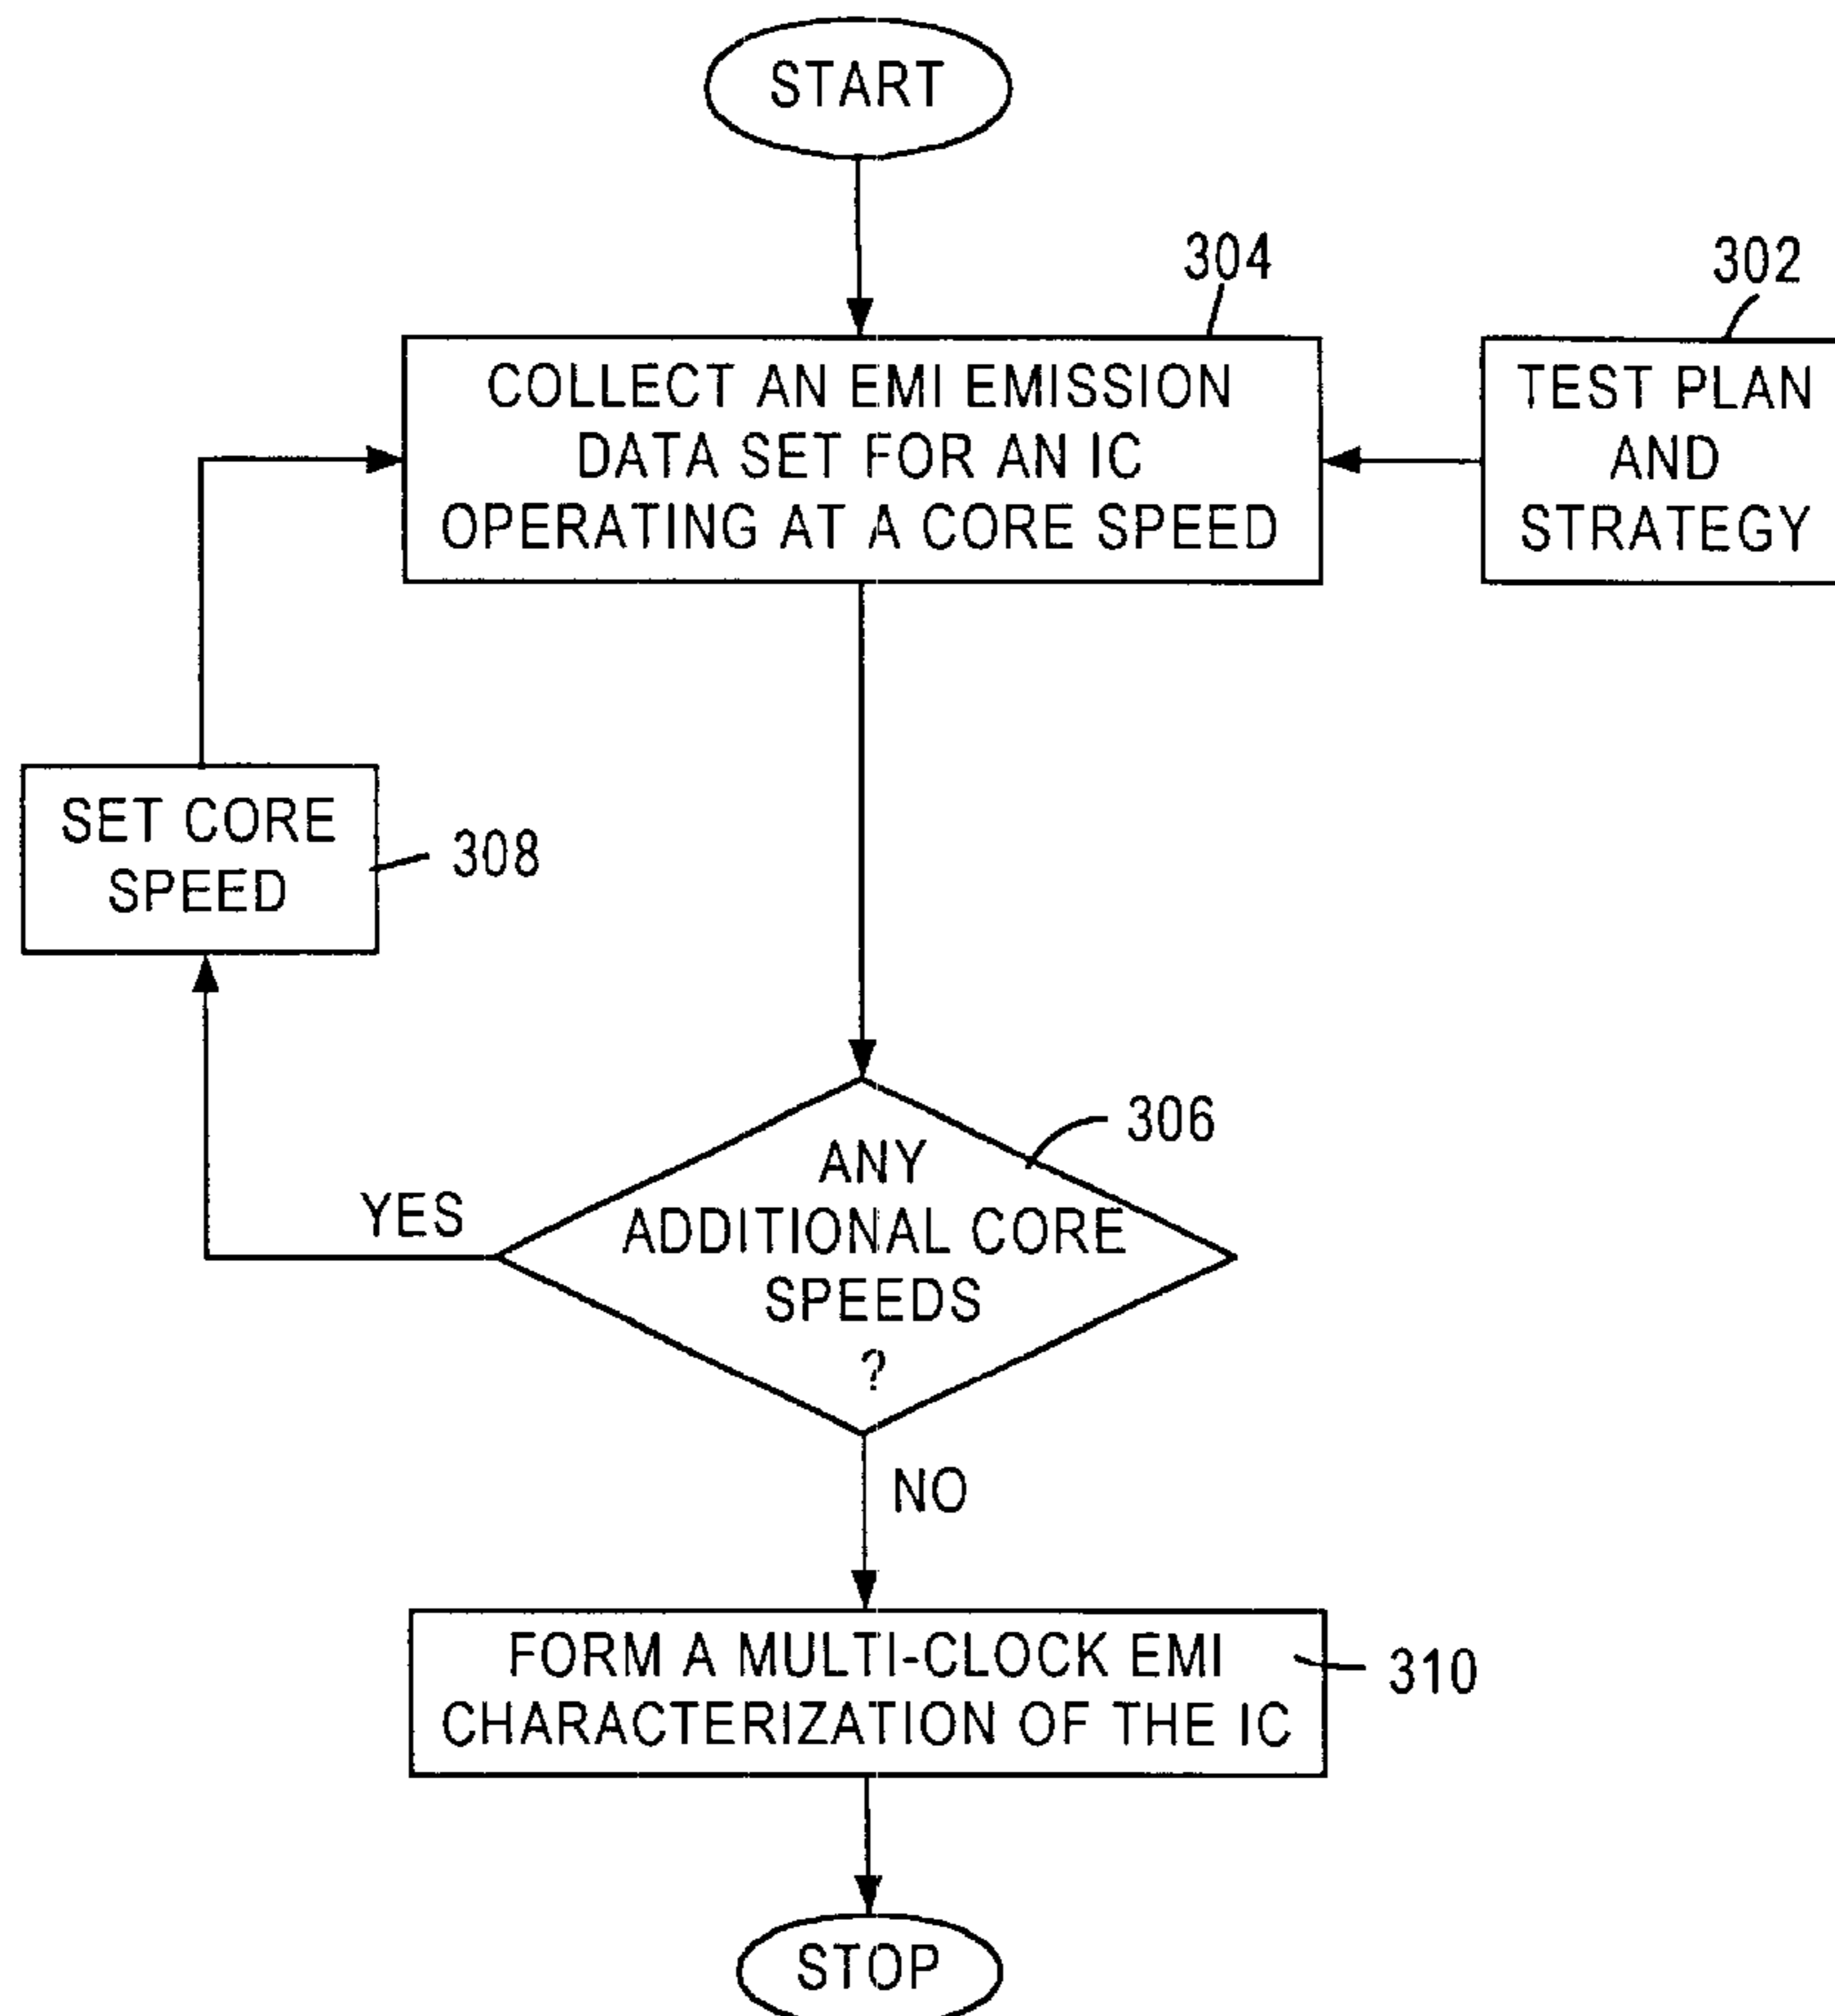 START
304
302
COLLECT AN EMI EMISSION
DATA SET FOR AN IC
OPERATING AT A CORE SPEED
TEST PLAN
AND
STRATEGY
SET CORE
SPEED
308
306
ANY
ADDITIONAL CORE
SPEEDS
?
YES
NO
FORM A MULTI-CLOCK EMI
CHARACTERIZATION OF THE IC
310
STOP